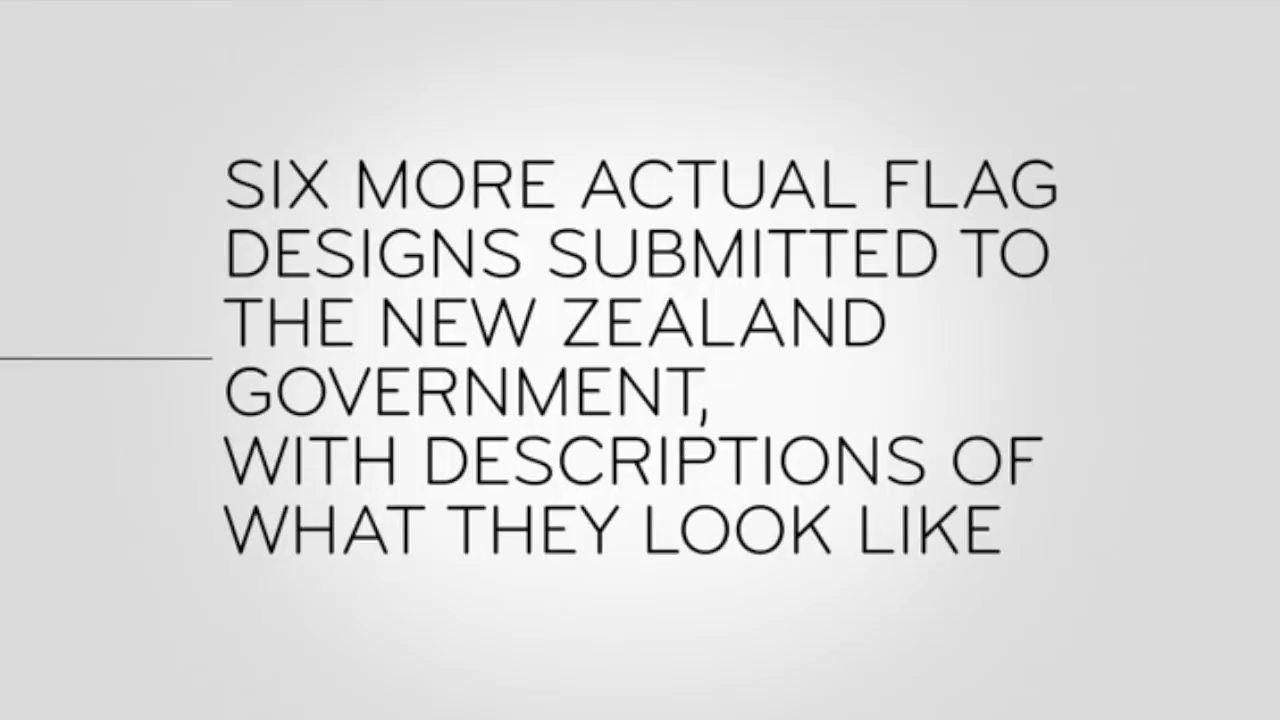 SIX MORE ACTUAL FLAG
DESIGNS SUBMITTED TO
THE NEW ZEALAND
GOVERNMENT,
WITH DESCRIPTIONS OF
WHAT THEY LOOK LIKE